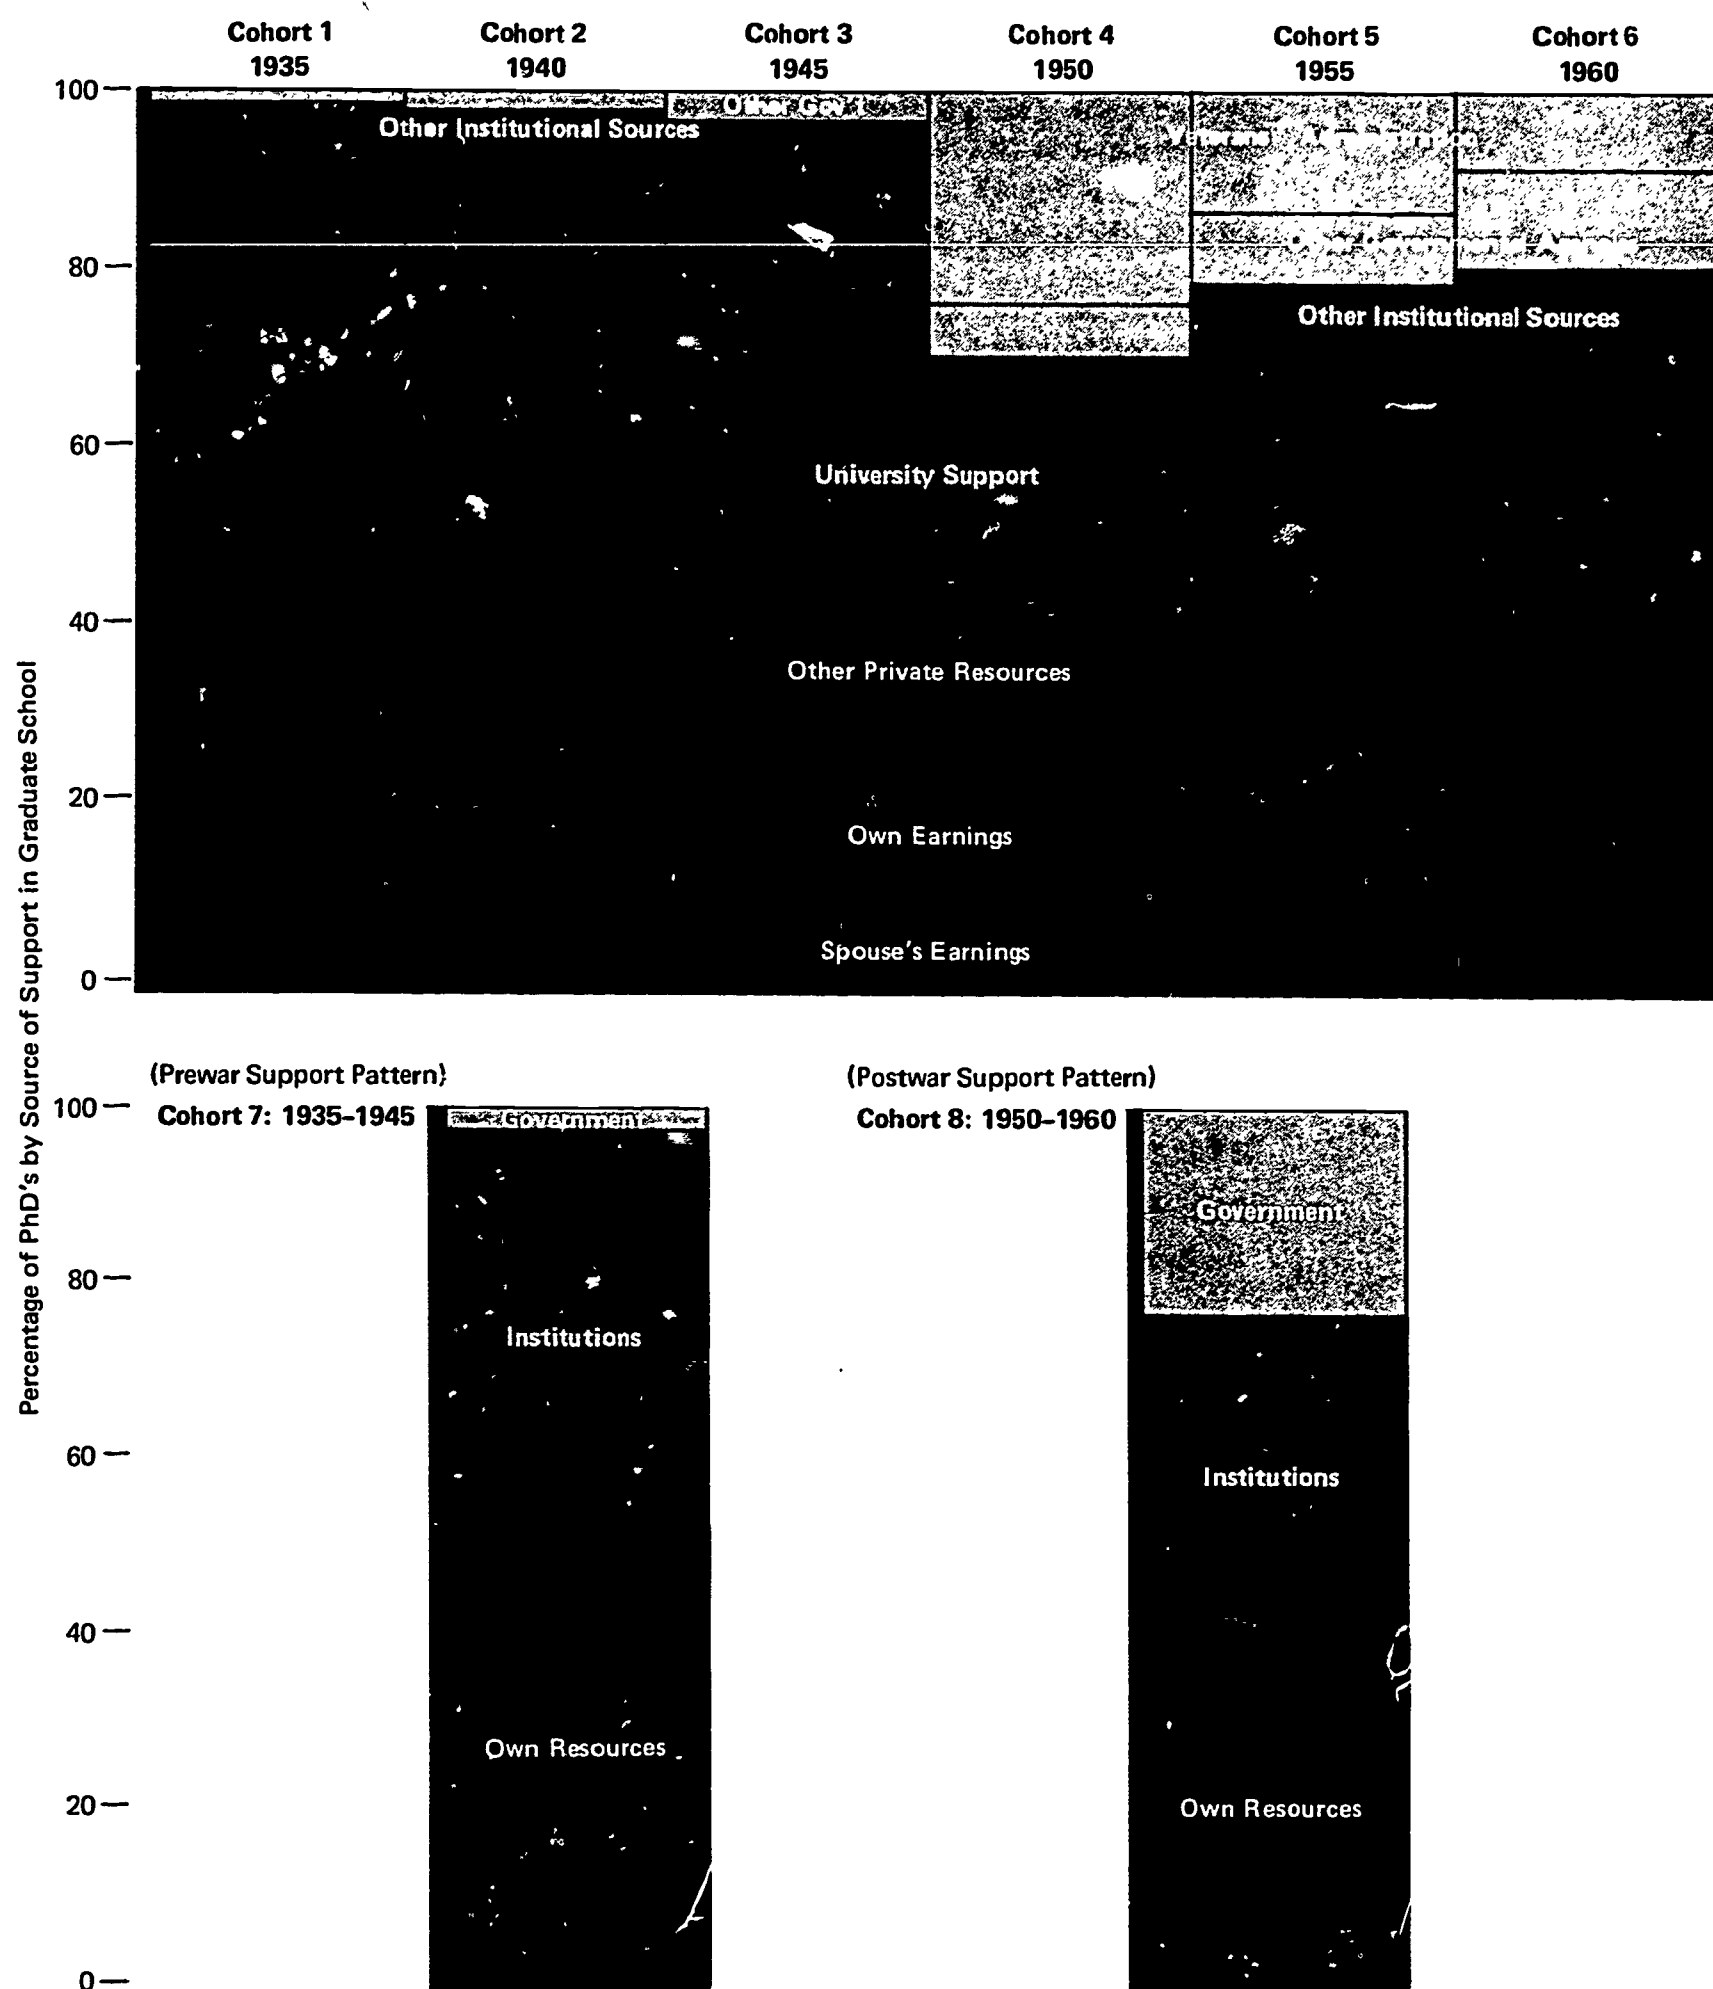 Cohort 1 Cohort 2 Cohort 3 Cohort 4 Cohort 5 Cohort 6
1935 1940 1945 1950 1955 1960
100
Other Gov't
Other Institutional Sources
Veterans Administration
80
Other Institutional Sources
60
University Support
40
Other Private Resources
20
Own Earnings
Spouse's Earnings
0
Percentage of PhD's by Source of Support in Graduate School
(Prewar Support Pattern) (Postwar Support Pattern)
100
Cohort 7: 1935–1945 Cohort 8: 1950–1960
Government
Government
80
Institutions
60
Institutions
40
Own Resources
20
Own Resources
0